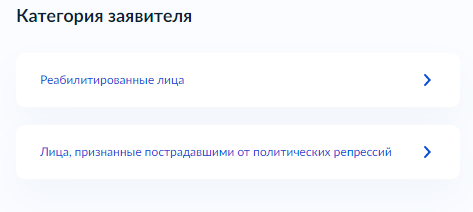 Категория заявителя
Реабилитированные лица
Лица, признанные пострадавшими от политических репрессий